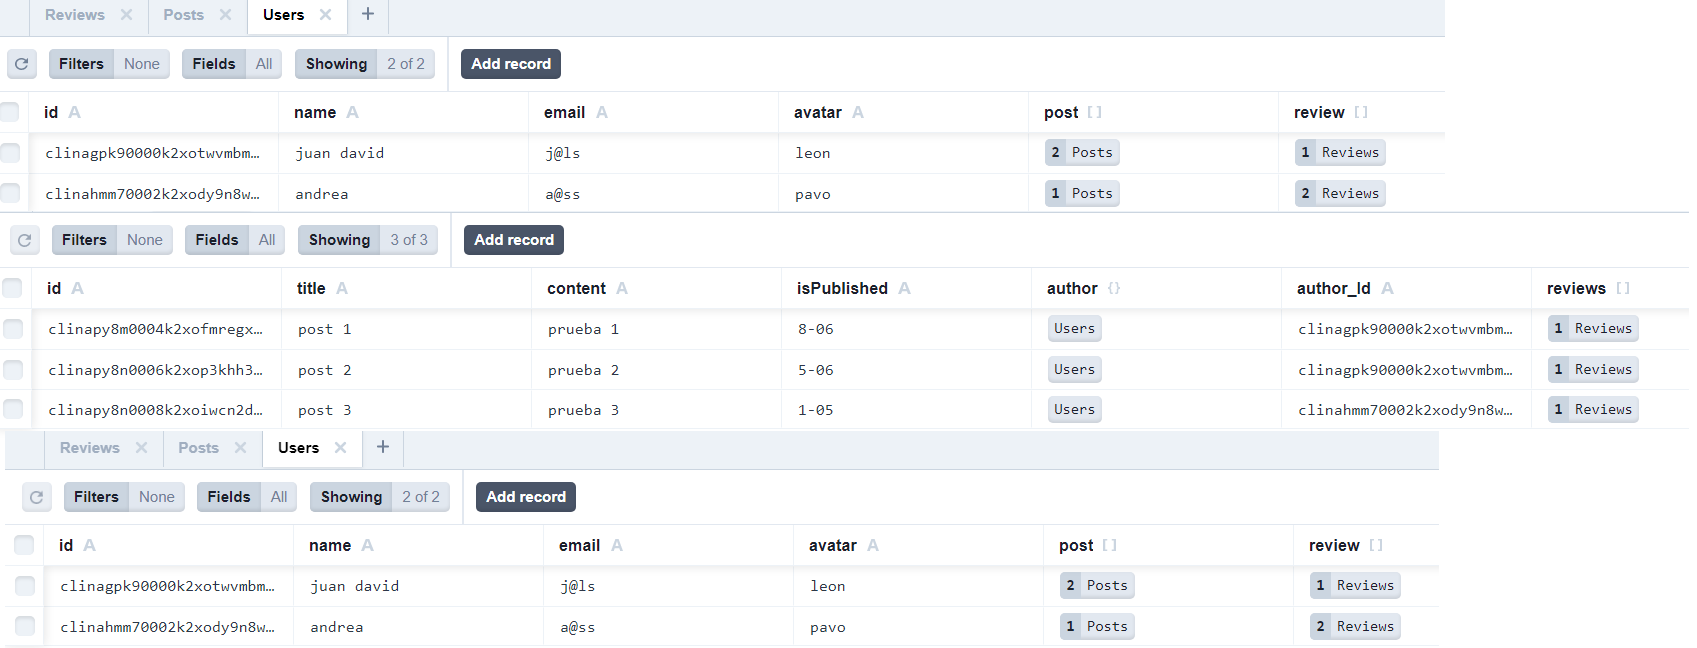 Reviews × Posts × Users × +
Filters None Fields All Showing 2 of 2 Add record
id A name A email A avatar A post [] review []
clinagpk90000k2xotwvmbm… juan david j@ls leon 2 Posts 1 Reviews
clinahmm70002k2xody9n8w… andrea a@ss pavo 1 Posts 2 Reviews
Filters None Fields All Showing 3 of 3 Add record
id A title A content A isPublished A author {} author_Id A reviews []
clinapy8m0004k2xofmregx… post 1 prueba 1 8-06 Users clinagpk90000k2xotwvmbm… 1 Reviews
clinapy8n0006k2xop3khh3… post 2 prueba 2 5-06 Users clinagpk90000k2xotwvmbm… 1 Reviews
clinapy8n0008k2xoiwcn2d… post 3 prueba 3 1-05 Users clinahmm70002k2xody9n8w… 1 Reviews
Reviews × Posts × Users × +
Filters None Fields All Showing 2 of 2 Add record
id A name A email A avatar A post [] review []
clinagpk90000k2xotwvmbm… juan david j@ls leon 2 Posts 1 Reviews
clinahmm70002k2xody9n8w… andrea a@ss pavo 1 Posts 2 Reviews